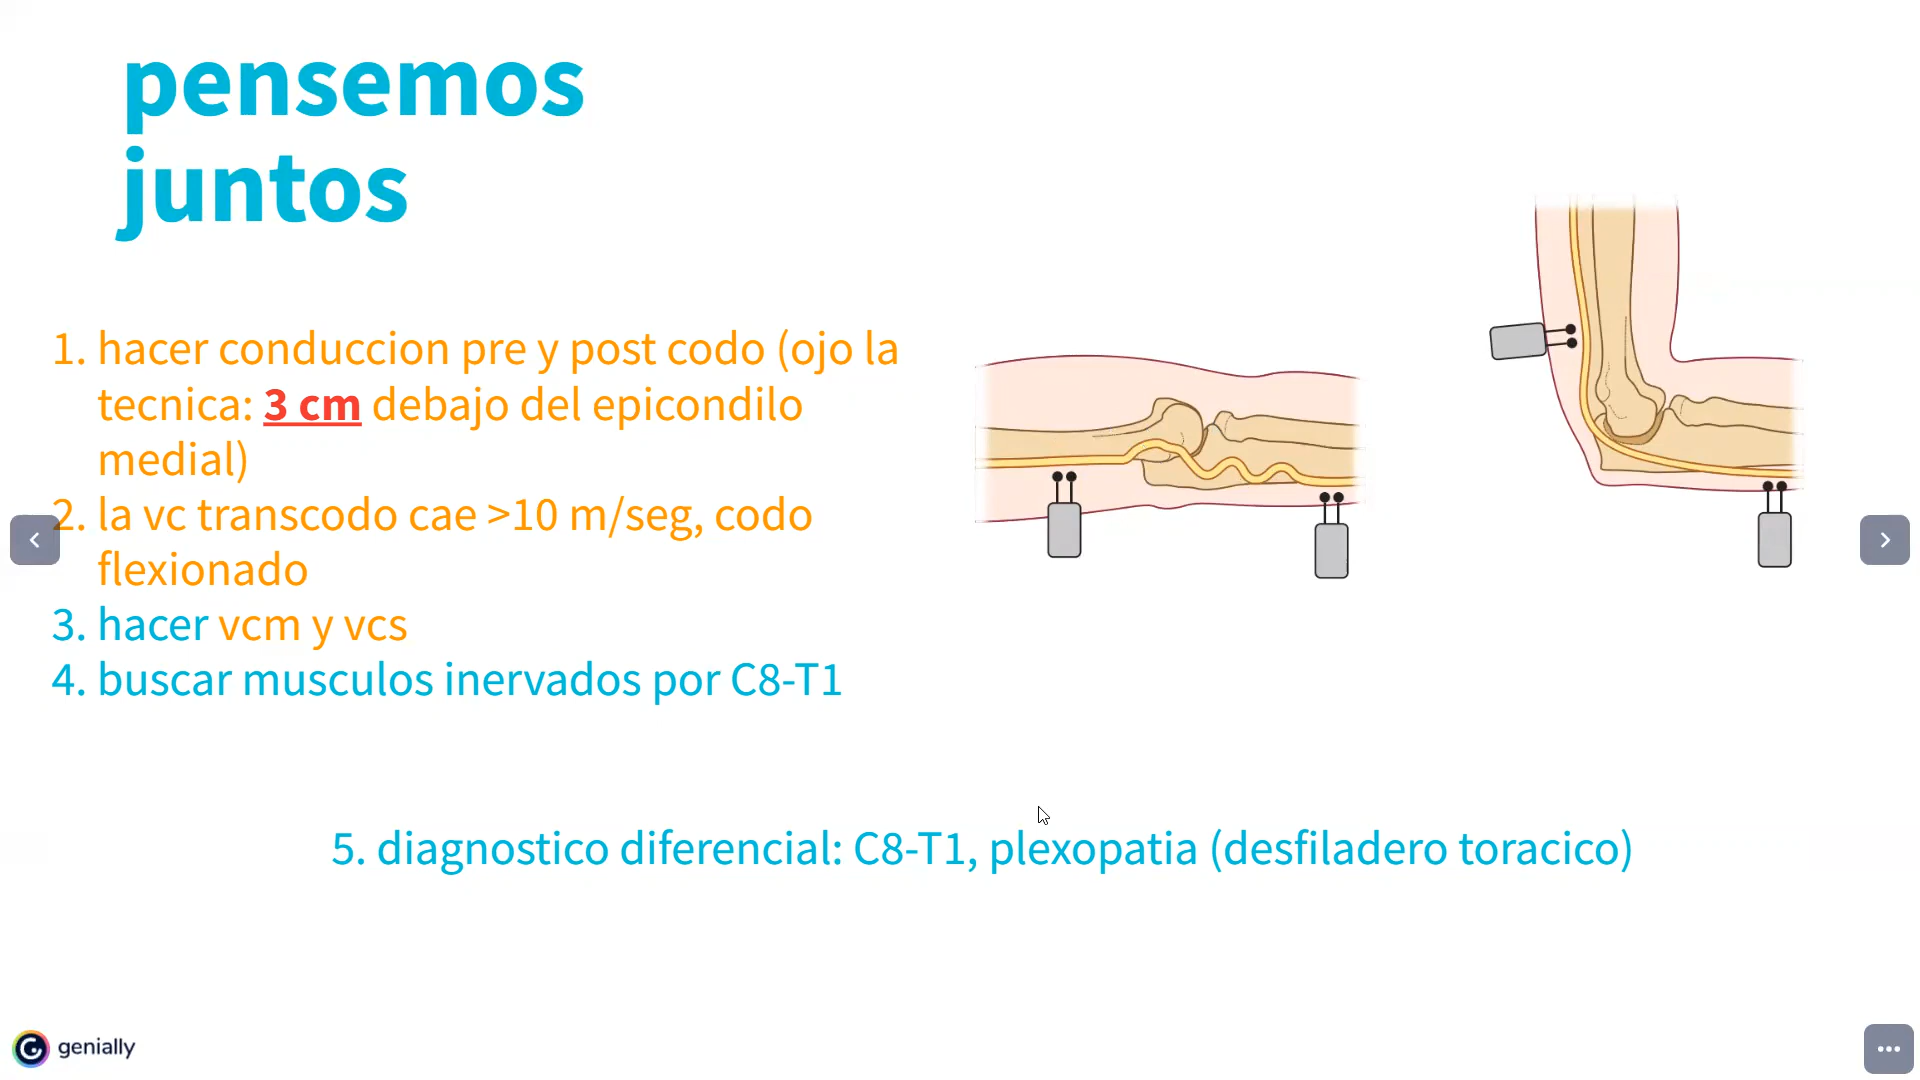 pensemos
juntos
1. hacer conduccion pre y post codo (ojo la
tecnica: 3 cm debajo del epicondilo
medial)
2. la vc transcodo cae >10 m/seg, codo
flexionado
3. hacer vcm y vcs
4. buscar musculos inervados por C8-T1
5. diagnostico diferencial: C8-T1, plexopatia (desfiladero toracico)
genially